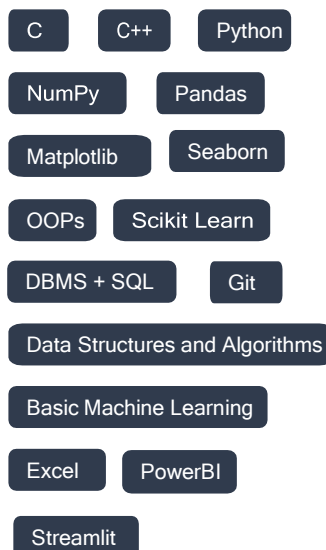 C C++ Python
NumPy Pandas
Matplotlib Seaborn
OOPs Scikit Learn
DBMS + SQL Git
Data Structures and Algorithms
Basic Machine Learning
Excel PowerBI
Streamlit